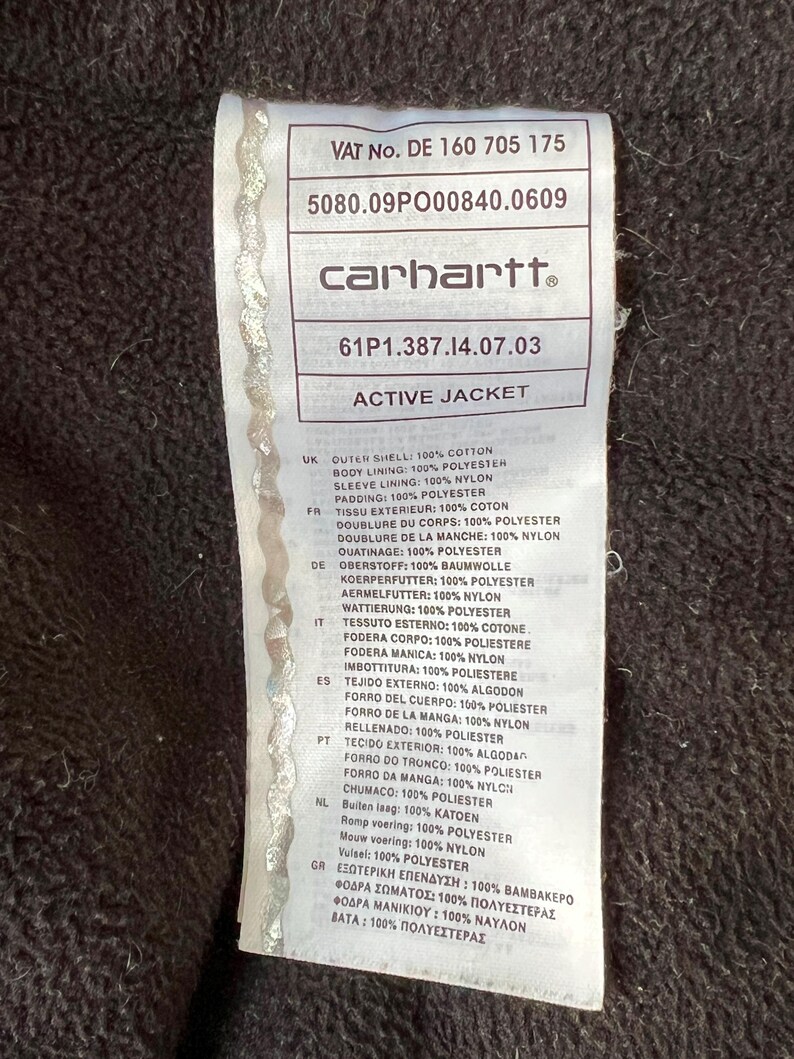 VAT No. DE 160 705 175
5080.09PO00840.0609
carhartt®
61P1.387.I4.07.03
ACTIVE JACKET
UK OUTER SHELL: 100% COTTON
BODY LINING: 100% POLYESTER
SLEEVE LINING: 100% NYLON
PADDING: 100% POLYESTER
FR TISSU EXTERIEUR: 100% COTON
DOUBLURE DU CORPS: 100% POLYESTER
DOUBLURE DE LA MANCHE: 100% NYLON
OUATINAGE: 100% POLYESTER
DE OBERSTOFF: 100% BAUMWOLLE
KOERPERFUTTER: 100% POLYESTER
AERMELFUTTER: 100% NYLON
WATTIERUNG: 100% POLYESTER
IT TESSUTO ESTERNO: 100% COTONE
FODERA CORPO: 100% POLIESTERE
FODERA MANICA: 100% NYLON
IMBOTTITURA: 100% POLIESTERE
ES TEJIDO EXTERNO: 100% ALGODON
FORRO DEL CUERPO: 100% POLIESTER
FORRO DE LA MANGA: 100% NYLON
RELLENADO: 100% POLIESTER
PT TECIDO EXTERIOR: 100% ALGODAO
FORRO DO TRONCO: 100% POLIESTER
FORRO DA MANGA: 100% NYLON
CHUMACO: 100% POLIESTER
NL Buiten laag: 100% KATOEN
Romp voering: 100% POLYESTER
Mouw voering: 100% NYLON
Vulsel: 100% POLYESTER
GR ΕΞΩΤΕΡΙΚΗ ΕΠΕΝΔΥΣΗ : 100% ΒΑΜΒΑΚΕΡΟ
ΦΟΔΡΑ ΣΩΜΑΤΟΣ: 100% ΠΟΛΥΕΣΤΕΡΑΣ
ΦΟΔΡΑ ΜΑΝΙΚΙΟΥ : 100% ΝΑΥΛΟΝ
ΒΑΤΑ : 100% ΠΟΛΥΕΣΤΕΡΑΣ